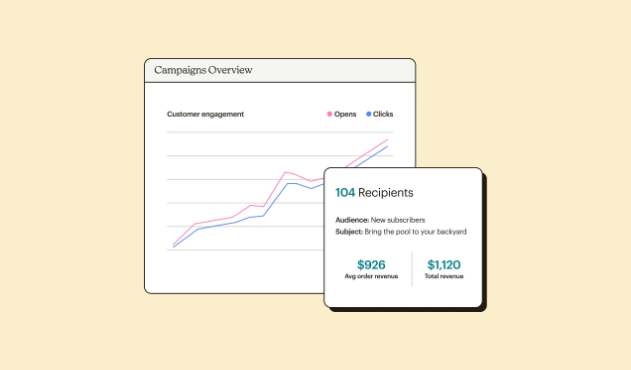 Campaigns Overview
Customer engagement
Opens
Clicks
104 Recipients
Audience: New subscribers
Subject: Bring the pool to your backyard
$926
Avg order revenue
$1,120
Total revenue